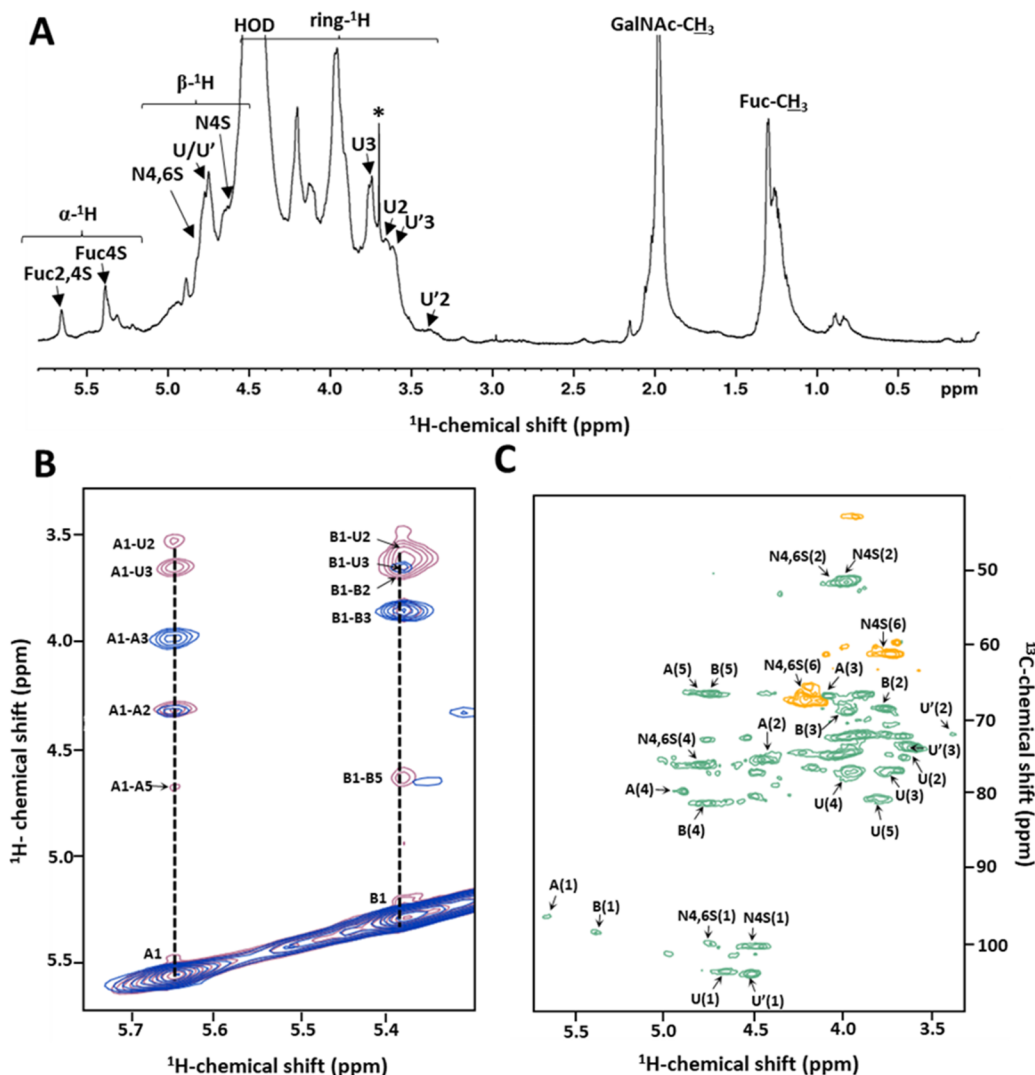 A
HOD
ring-¹H
GalNAc-CH₃
Fuc-CH₃
β-¹H
N4S
*
U/U'
U3
N4,6S
U2
U'3
α-¹H
Fuc4S
Fuc2,4S
U'2
5.5 5.0 4.5 4.0 3.5 3.0 2.5 2.0 1.5 1.0 0.5 ppm
¹H-chemical shift (ppm)
B
¹H- chemical shift (ppm)
3.5
4.0
4.5
5.0
5.5
A1-U2
A1-U3
A1-A3
A1-A2
A1-A5
A1
B1-U2
B1-U3
B1-B2
B1-B3
B1-B5
B1
5.7 5.6 5.5 5.4
¹H-chemical shift (ppm)
C
N4,6S(2) N4S(2)
N4S(6)
A(5) B(5) N4,6S(6) A(3) B(2)
U'(2)
B(3)
N4,6S(4) A(2) U'(3)
U(2)
A(4) B(4) U(4) U(3)
U(5)
A(1)
B(1) N4,6S(1) N4S(1)
U(1) U'(1)
50
60
70
80
90
100
¹³C-chemical shift (ppm)
5.5 5.0 4.5 4.0 3.5
¹H-chemical shift (ppm)